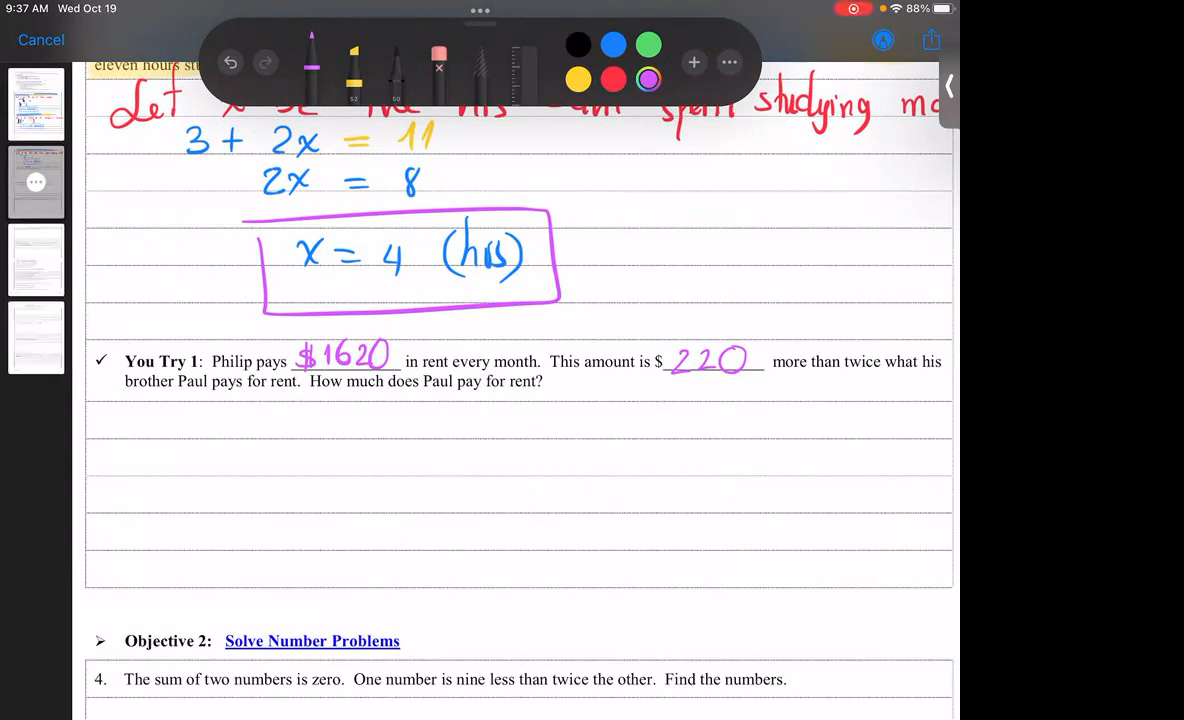 9:37 AM Wed Oct 19
88%
Cancel
eleven hours
Let x be the hrs spent studying
3 + 2x = 11
2x = 8
x = 4 (hrs)
✓ You Try 1: Philip pays $1620 in rent every month. This amount is $ 220 more than twice what his
brother Paul pays for rent. How much does Paul pay for rent?
➢ Objective 2: Solve Number Problems
4. The sum of two numbers is zero. One number is nine less than twice the other. Find the numbers.